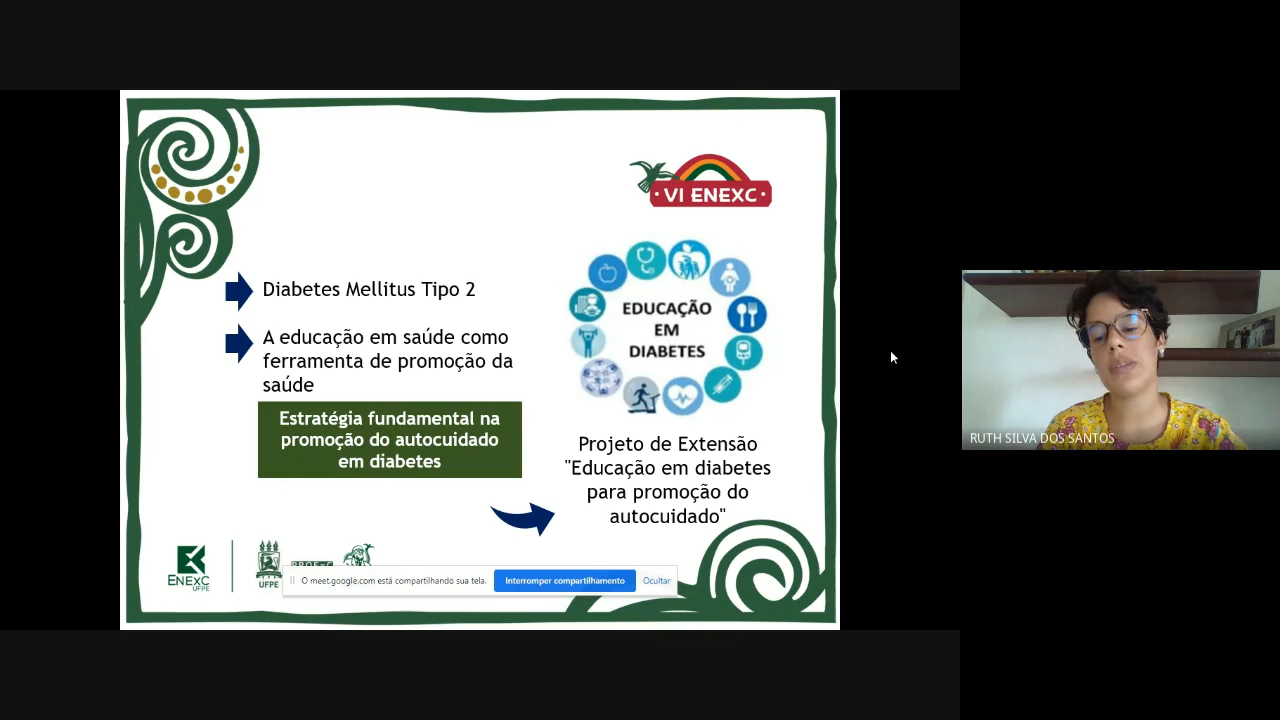 · VI ENEXC ·
Diabetes Mellitus Tipo 2
A educação em saúde como
ferramenta de promoção da
saúde
Estratégia fundamental na
promoção do autocuidado
em diabetes
EDUCAÇÃO
EM
DIABETES
Projeto de Extensão
"Educação em diabetes
para promoção do
autocuidado"
ENEXC
UFPE
UFPE
O meet.google.com está compartilhando sua tela.
Interromper compartilhamento
Ocultar
RUTH SILVA DOS SANTOS